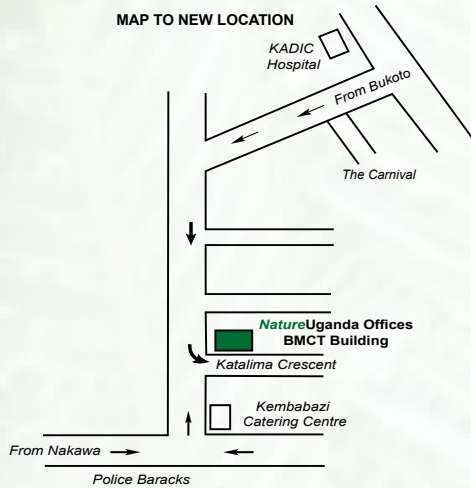 MAP TO NEW LOCATION
KADIC
Hospital
From Bukoto
The Carnival
NatureUganda Offices
BMCT Building
Katalima Crescent
Kembabazi
Catering Centre
From Nakawa
Police Baracks